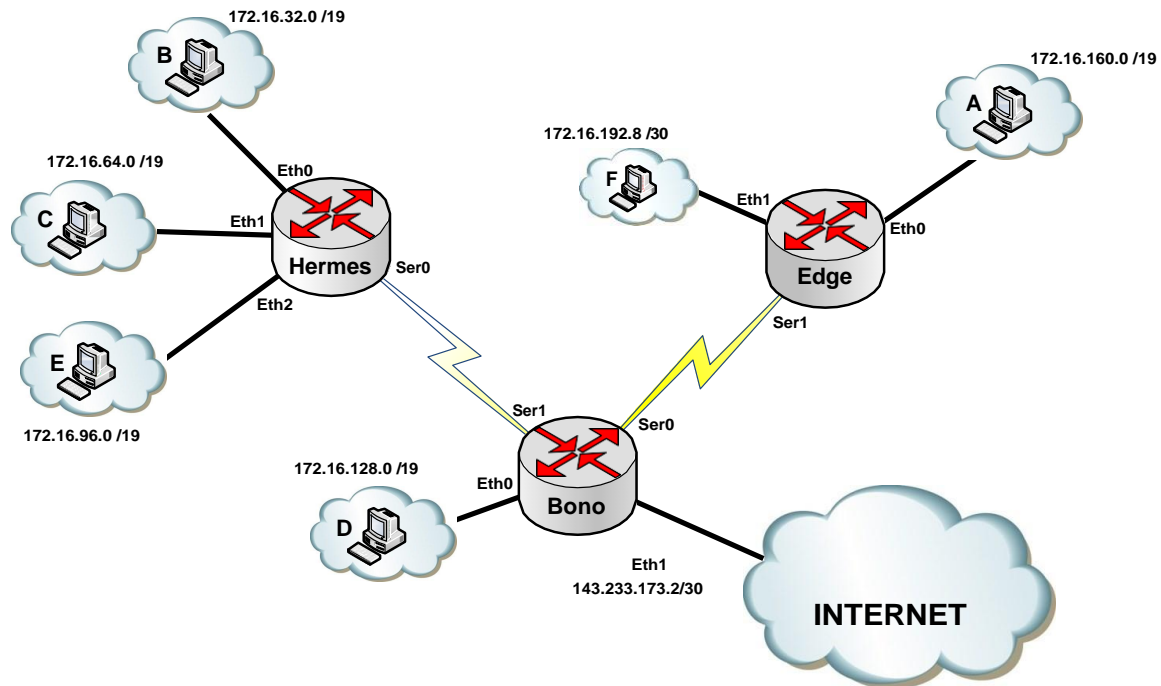 172.16.32.0 /19
B
172.16.160.0 /19
A
172.16.192.8 /30
F
172.16.64.0 /19
C
Eth0
Eth1
Hermes
Ser0
Eth2
Eth1
Eth0
Edge
Ser1
E
172.16.96.0 /19
Ser1
Ser0
172.16.128.0 /19
Eth0
Bono
D
Eth1
143.233.173.2/30
INTERNET